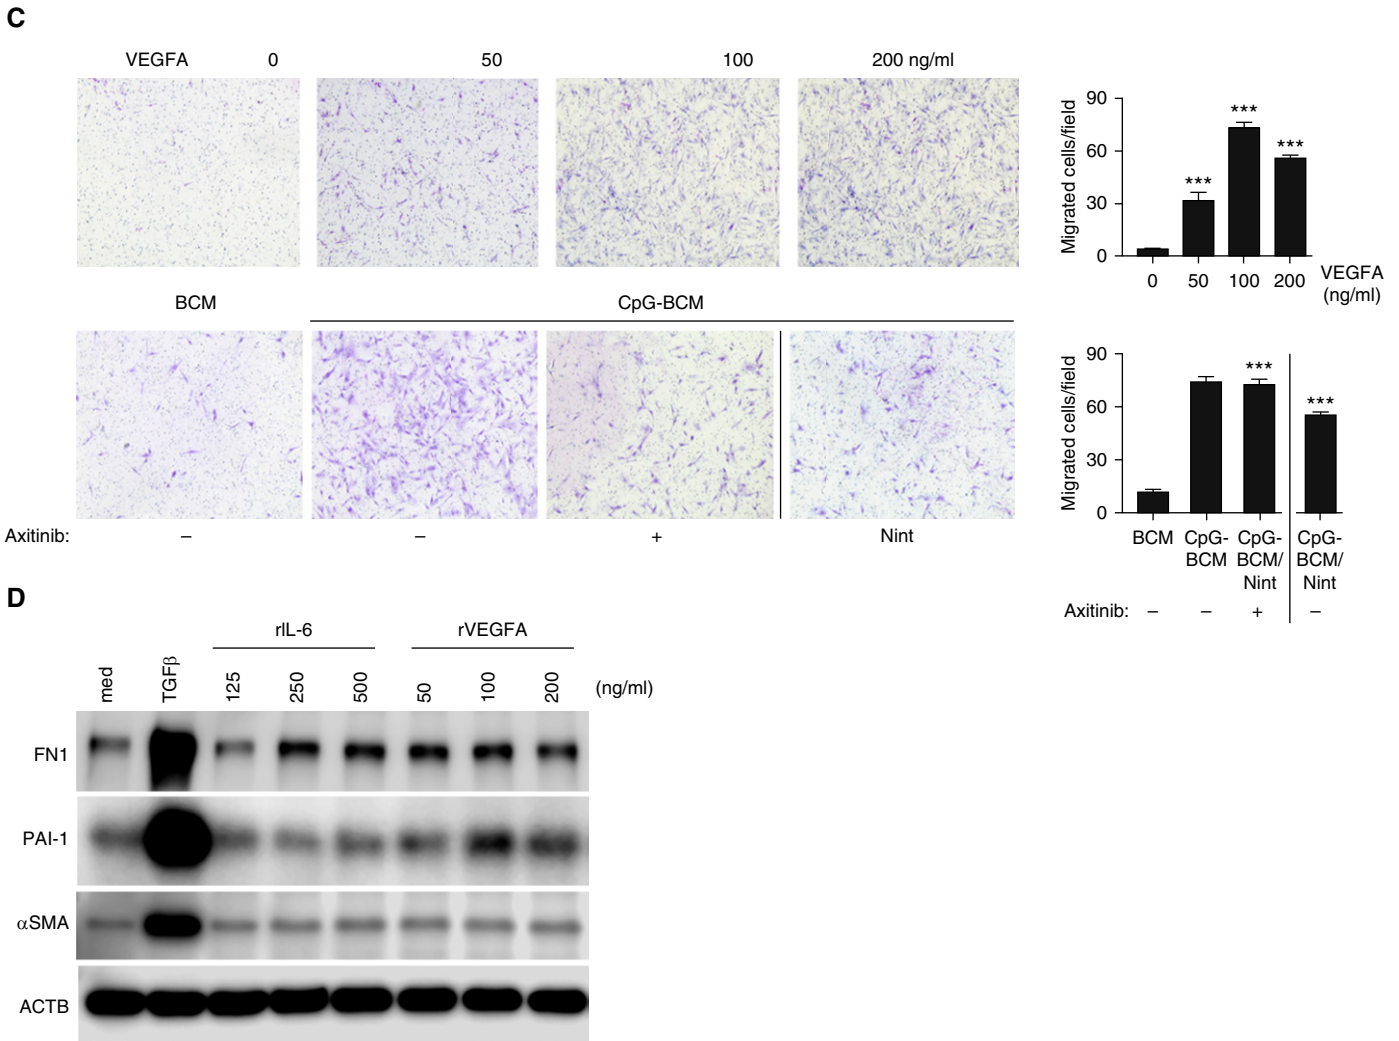 C
VEGFA 0 50 100 200 ng/ml
BCM CpG-BCM
Axitinib: – – + Nint
Migrated cells/field
90
60
30
0
*** *** ***
0 50 100 200
VEGFA
(ng/ml)
Migrated cells/field
90
60
30
0
*** ***
BCM CpG- CpG- CpG-
BCM BCM/ BCM/
Nint Nint
Axitinib: – – + –
D
rIL-6 rVEGFA
med TGFβ 125 250 500 50 100 200 (ng/ml)
FN1
PAI-1
αSMA
ACTB